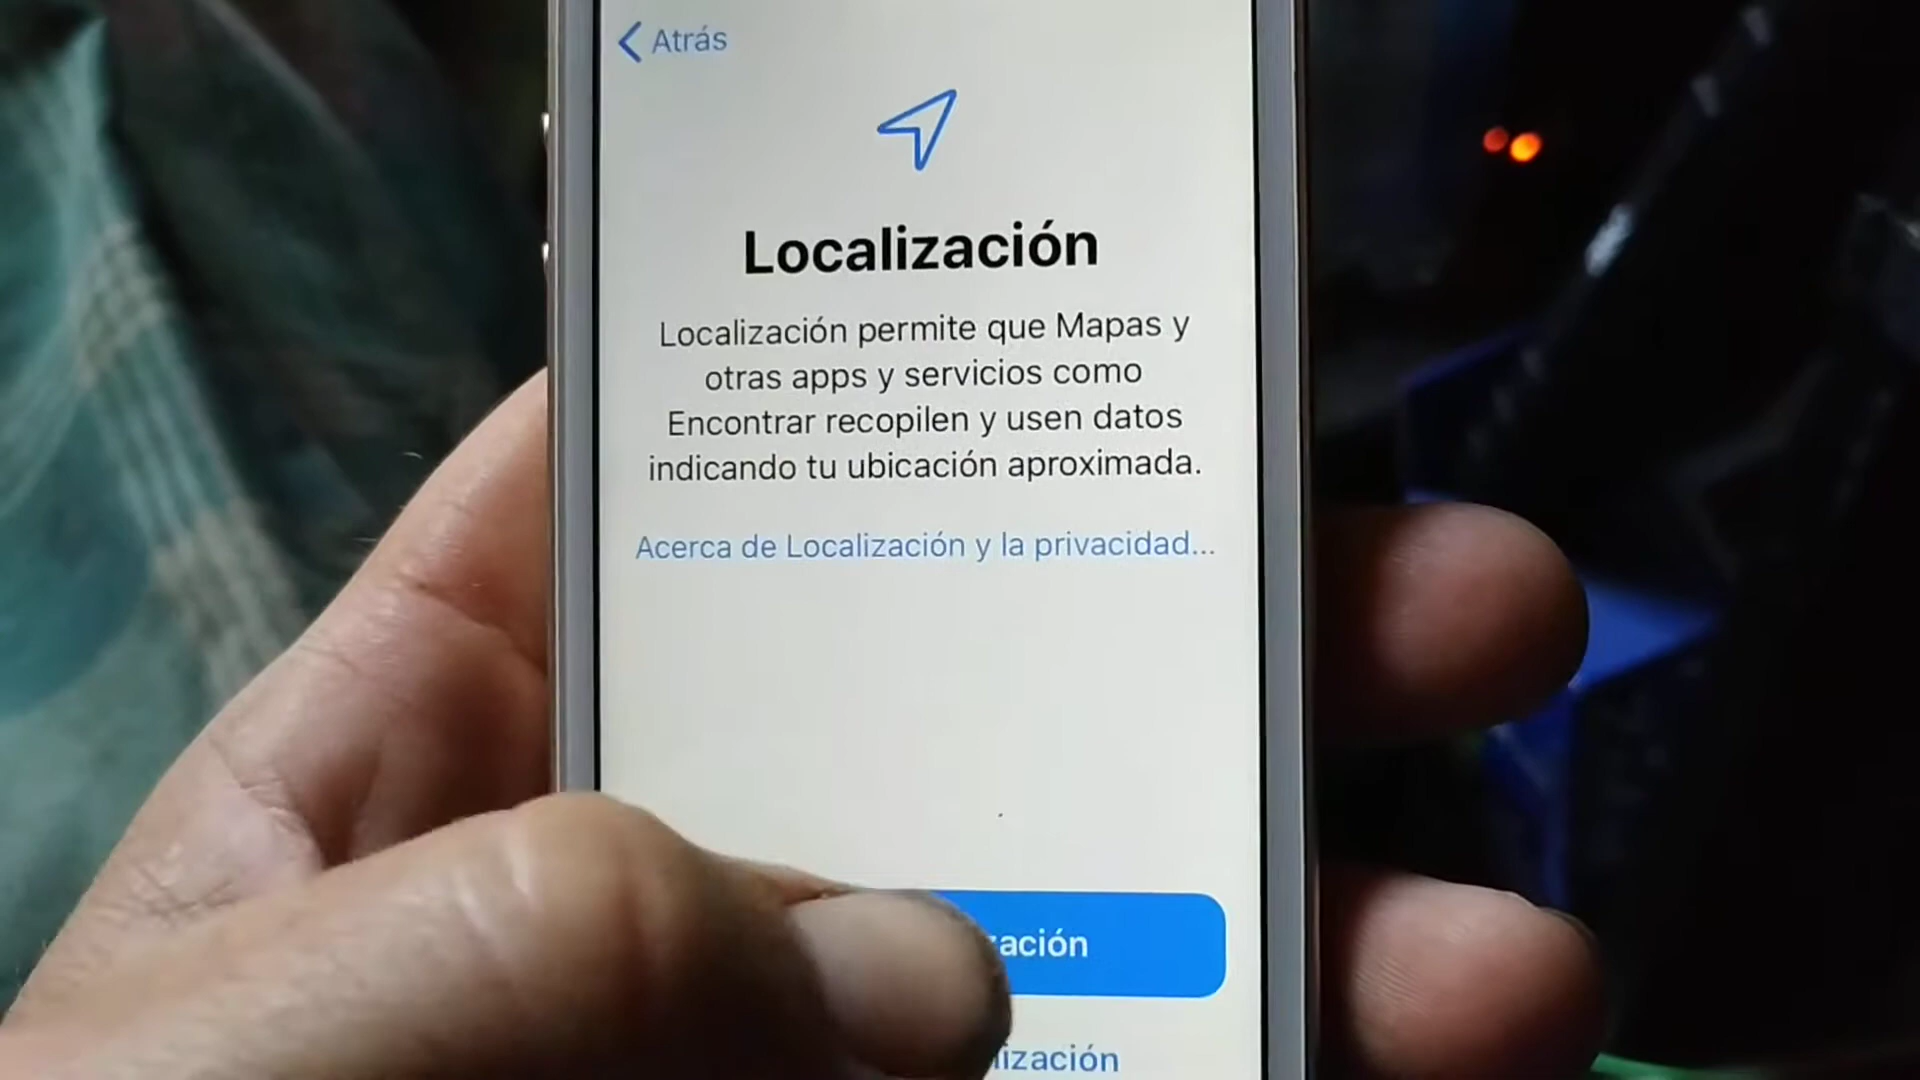 Atrás
Localización
Localización permite que Mapas y
otras apps y servicios como
Encontrar recopilen y usen datos
indicando tu ubicación aproximada.
Acerca de Localización y la privacidad...